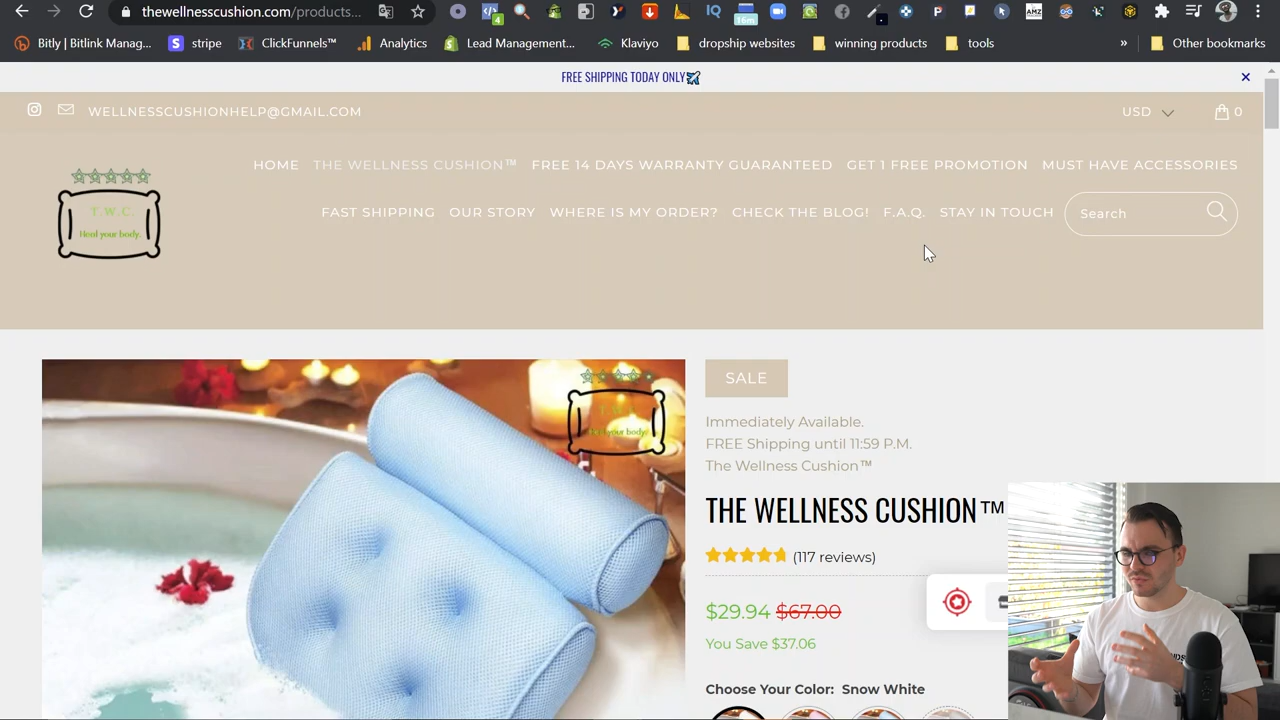 thewellnesscushion.com/products...
4
16m
AMZ
Bitly | Bitlink Manag...
stripe
ClickFunnels™
Analytics
Lead Management...
Klaviyo
dropship websites
winning products
tools
»
Other bookmarks
FREE SHIPPING TODAY ONLY✈️
WELLNESSCUSHIONHELP@GMAIL.COM
USD
0
HOME
THE WELLNESS CUSHION™
FREE 14 DAYS WARRANTY GUARANTEED
GET 1 FREE PROMOTION
MUST HAVE ACCESSORIES
FAST SHIPPING
OUR STORY
WHERE IS MY ORDER?
CHECK THE BLOG!
F.A.Q.
STAY IN TOUCH
Search
T.W.C.
Heal your body.
SALE
Immediately Available.
FREE Shipping until 11:59 P.M.
The Wellness Cushion™
THE WELLNESS CUSHION™
(117 reviews)
$29.94 $67.00
You Save $37.06
Choose Your Color: Snow White